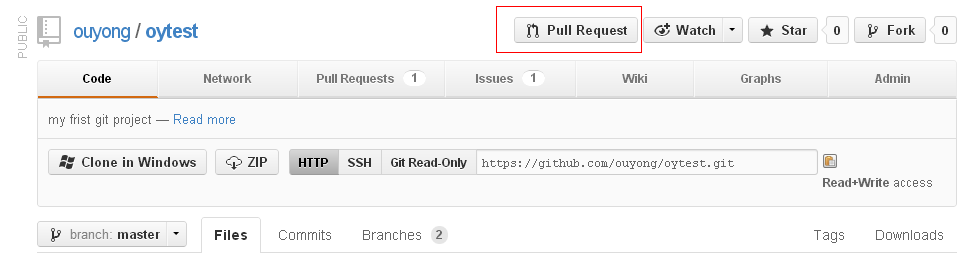 PUBLIC
ouyong / oytest
Pull Request Watch Star 0 Fork 0
Code Network Pull Requests 1 Issues 1 Wiki Graphs Admin
my frist git project — Read more
Clone in Windows ZIP HTTP SSH Git Read-Only https://github.com/ouyong/oytest.git
Read+Write access
branch: master Files Commits Branches 2 Tags Downloads